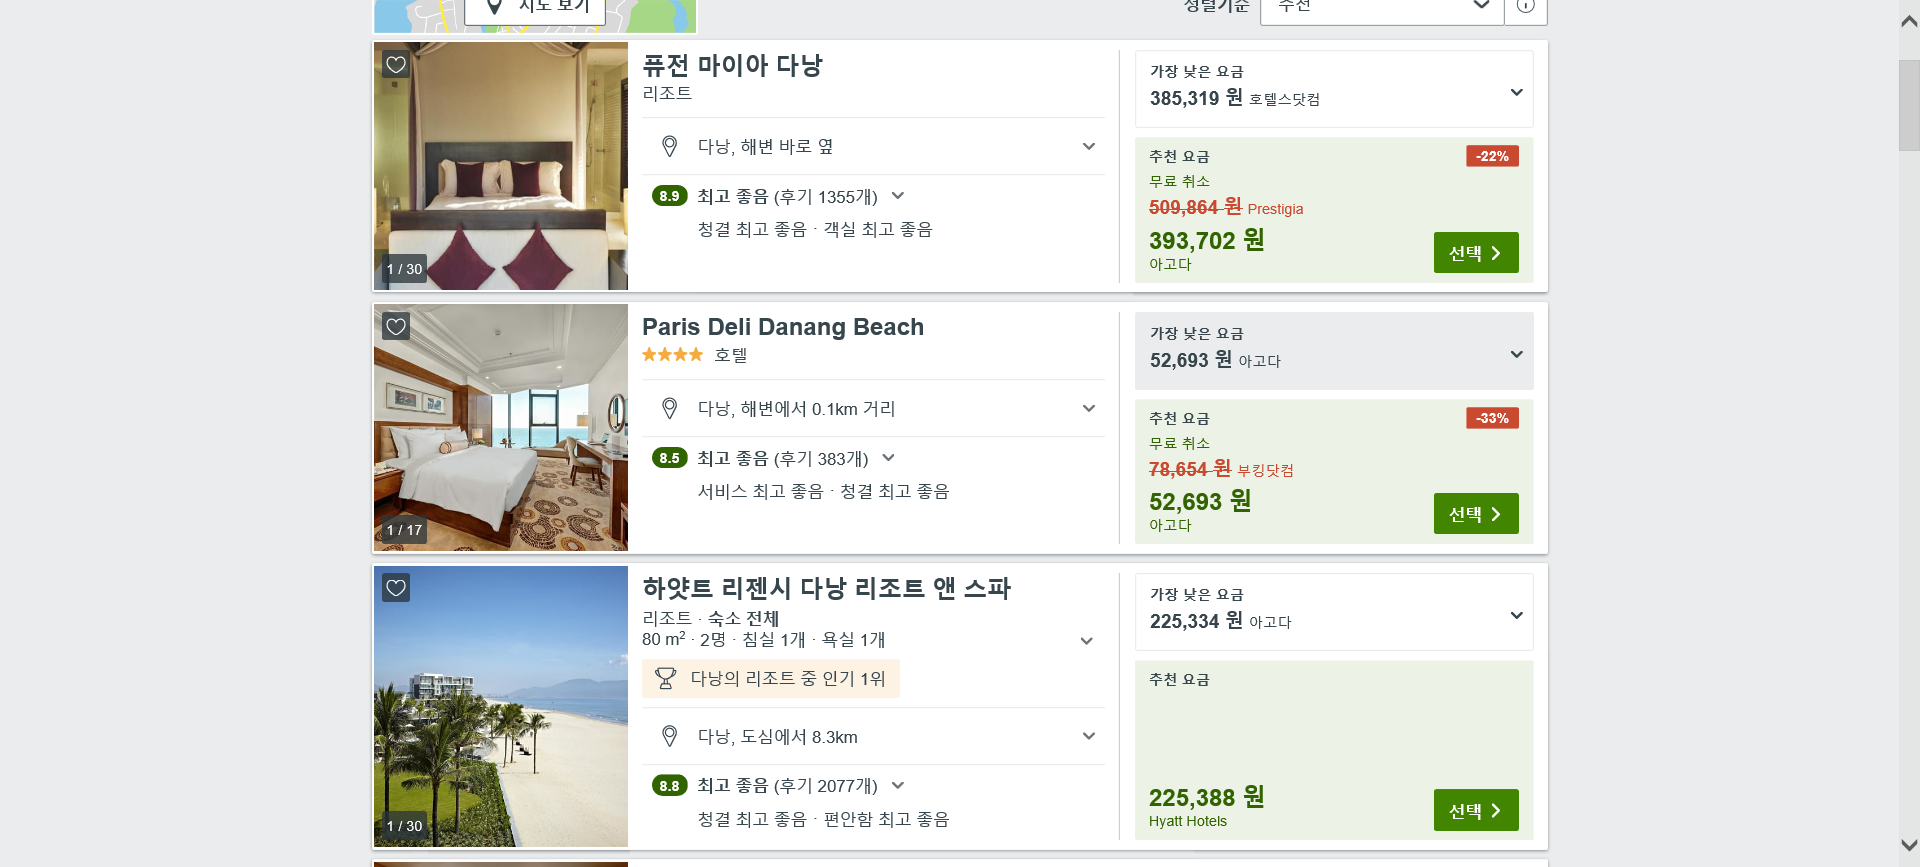 지도 보기
정렬기준
추천
퓨전 마이아 다낭
리조트
다낭, 해변 바로 옆
8.9 최고 좋음 (후기 1355개)
청결 최고 좋음 · 객실 최고 좋음
1 / 30
가장 낮은 요금
385,319 원 호텔스닷컴
추천 요금
-22%
무료 취소
509,864 원 Prestigia
393,702 원
아고다
선택
Paris Deli Danang Beach
호텔
다낭, 해변에서 0.1km 거리
8.5 최고 좋음 (후기 383개)
서비스 최고 좋음 · 청결 최고 좋음
1 / 17
가장 낮은 요금
52,693 원 아고다
추천 요금
-33%
무료 취소
78,654 원 부킹닷컴
52,693 원
아고다
선택
하얏트 리젠시 다낭 리조트 앤 스파
리조트 · 숙소 전체
80 m² · 2명 · 침실 1개 · 욕실 1개
다낭의 리조트 중 인기 1위
다낭, 도심에서 8.3km
8.8 최고 좋음 (후기 2077개)
청결 최고 좋음 · 편안함 최고 좋음
1 / 30
가장 낮은 요금
225,334 원 아고다
추천 요금
225,388 원
Hyatt Hotels
선택